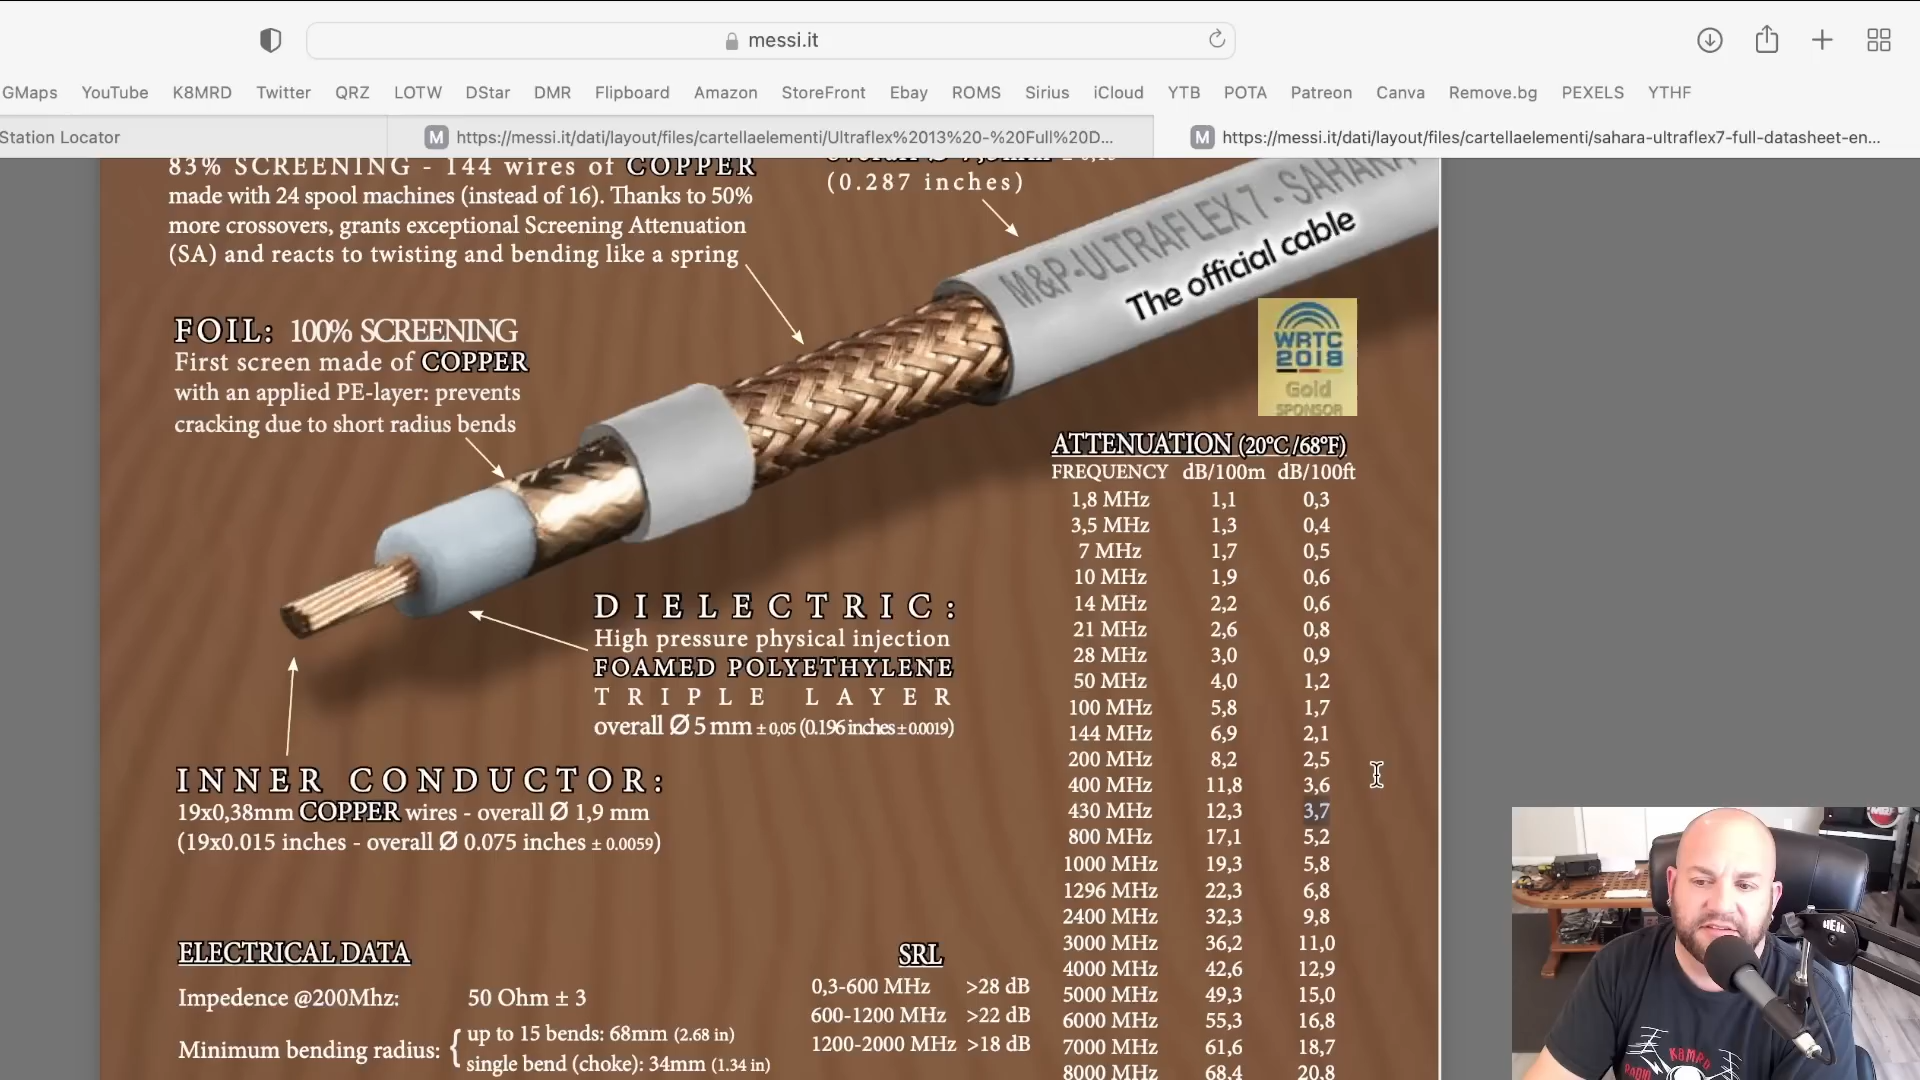 messi.it
GMaps YouTube K8MRD Twitter QRZ LOTW DStar DMR Flipboard Amazon StoreFront Ebay ROMS Sirius iCloud YTB POTA Patreon Canva Remove.bg PEXELS YTHF
Station Locator
M https://messi.it/dati/layout/files/cartellaelementi/Ultraflex%2013%20-%20Full%20D...
M https://messi.it/dati/layout/files/cartellaelementi/sahara-ultraflex7-full-datasheet-en...
83% SCREENING - 144 wires of COPPER
made with 24 spool machines (instead of 16). Thanks to 50%
more crossovers, grants exceptional Screening Attenuation
(SA) and reacts to twisting and bending like a spring
(0.287 inches)
M&P-ULTRAFLEX 7 - SAHARA
The official cable
WRTC
2018
Gold
SPONSOR
FOIL: 100% SCREENING
First screen made of COPPER
with an applied PE-layer: prevents
cracking due to short radius bends
DIELECTRIC:
High pressure physical injection
FOAMED POLYETHYLENE
TRIPLE LAYER
overall Ø 5 mm ± 0,05 (0.196 inches ± 0.0019)
INNER CONDUCTOR:
19x0,38mm COPPER wires - overall Ø 1,9 mm
(19x0.015 inches - overall Ø 0.075 inches ± 0.0059)
ATTENUATION (20°C/68°F)
FREQUENCY dB/100m dB/100ft
1,8 MHz 1,1 0,3
3,5 MHz 1,3 0,4
7 MHz 1,7 0,5
10 MHz 1,9 0,6
14 MHz 2,2 0,6
21 MHz 2,6 0,8
28 MHz 3,0 0,9
50 MHz 4,0 1,2
100 MHz 5,8 1,7
144 MHz 6,9 2,1
200 MHz 8,2 2,5
400 MHz 11,8 3,6
430 MHz 12,3 3,7
800 MHz 17,1 5,2
1000 MHz 19,3 5,8
1296 MHz 22,3 6,8
2400 MHz 32,3 9,8
3000 MHz 36,2 11,0
4000 MHz 42,6 12,9
5000 MHz 49,3 15,0
6000 MHz 55,3 16,8
7000 MHz 61,6 18,7
8000 MHz 68,4 20,8
ELECTRICAL DATA
Impedence @200Mhz: 50 Ohm ± 3
Minimum bending radius: { up to 15 bends: 68mm (2.68 in)
single bend (choke): 34mm (1.34 in)
SRL
0,3-600 MHz >28 dB
600-1200 MHz >22 dB
1200-2000 MHz >18 dB
HEIL
K8MRD
RADIO